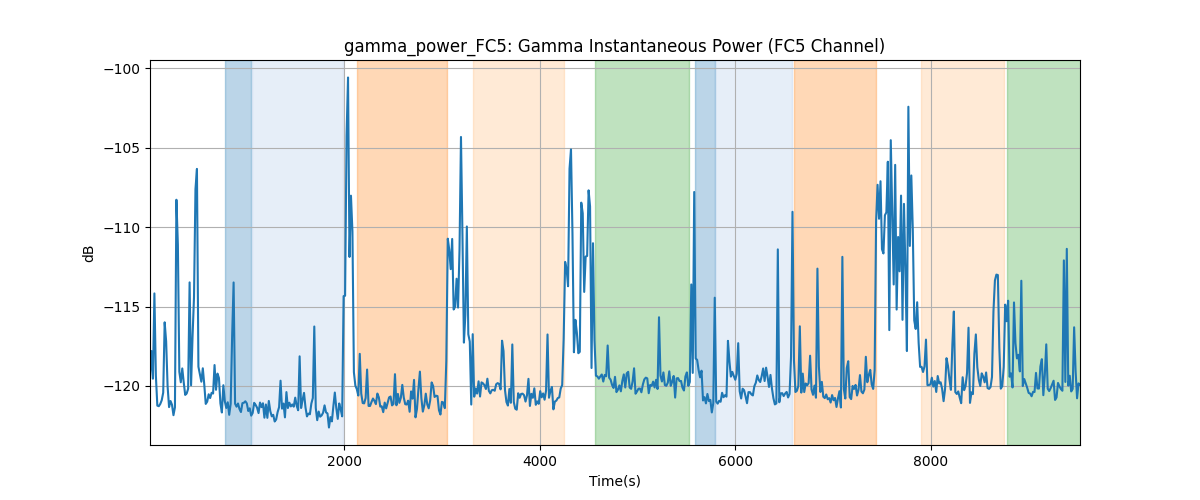 gamma_power_FC5: Gamma Instantaneous Power (FC5 Channel)
−100
−105
−110
−115
−120
dB
2000 4000 6000 8000
Time(s)